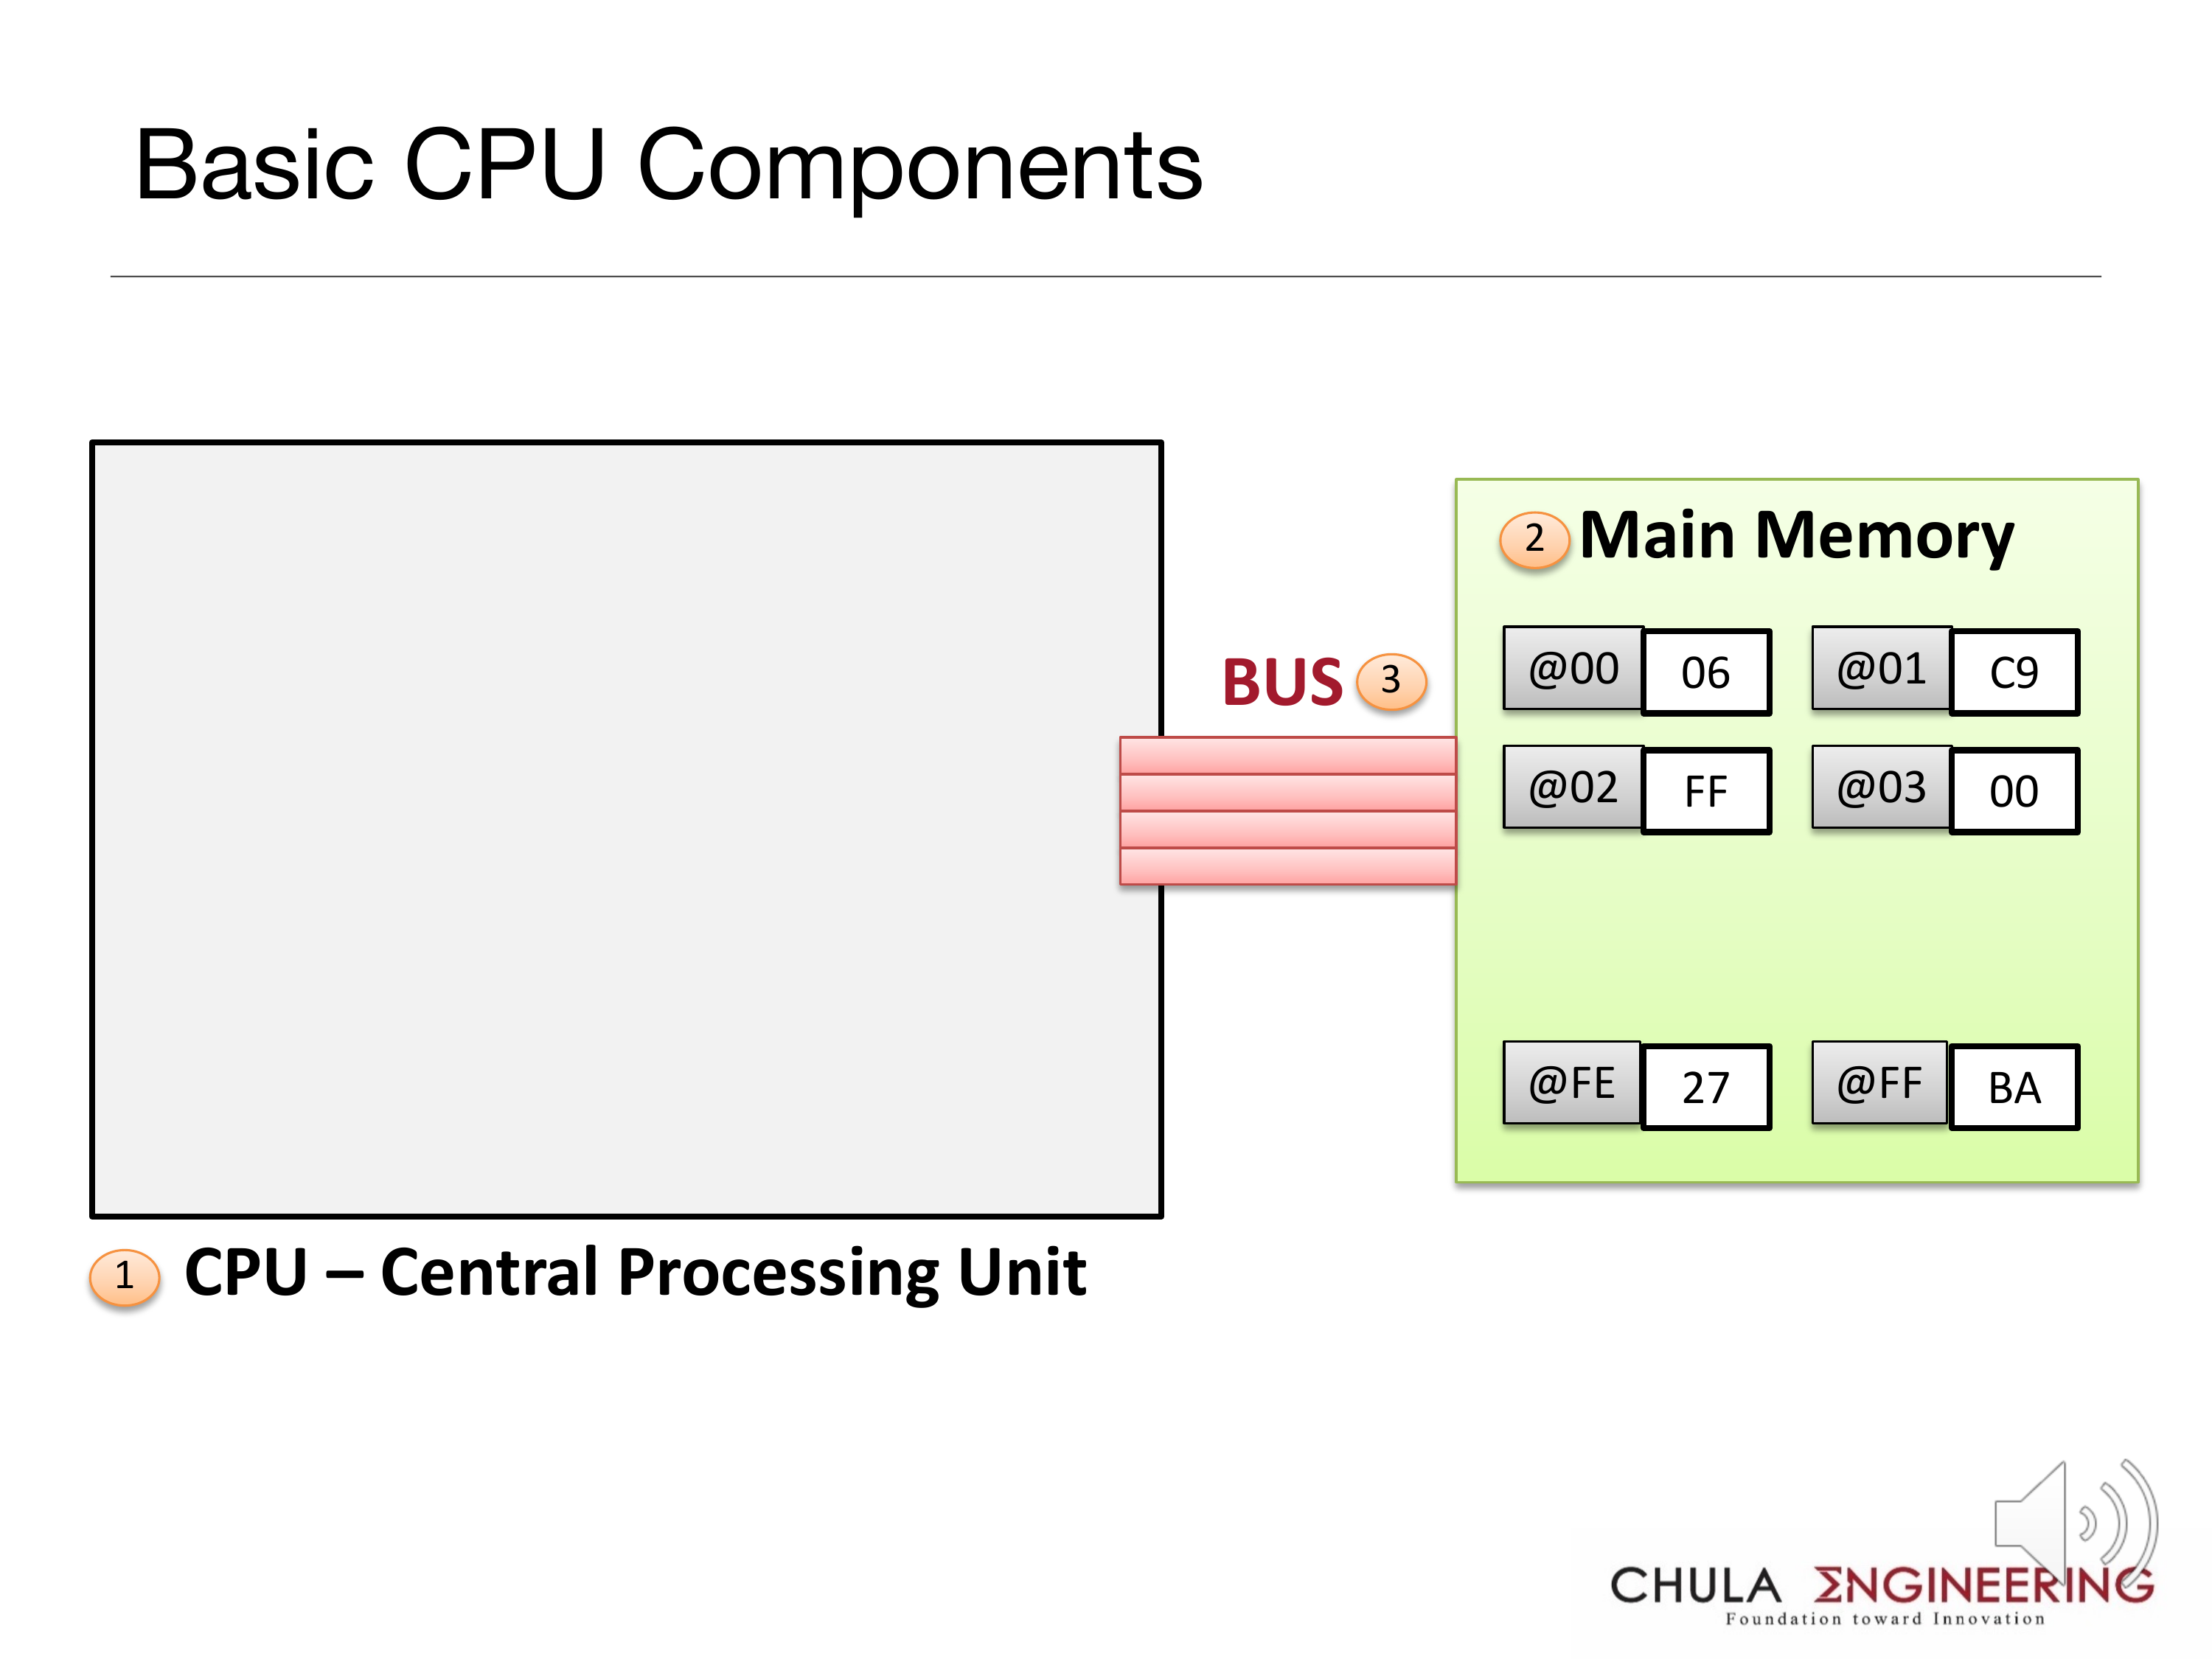 Basic CPU Components
2 Main Memory
BUS 3
@00 06 @01 C9
@02 FF @03 00
@FE 27 @FF BA
1 CPU – Central Processing Unit
CHULA ΣNGINEERING
Foundation toward Innovation